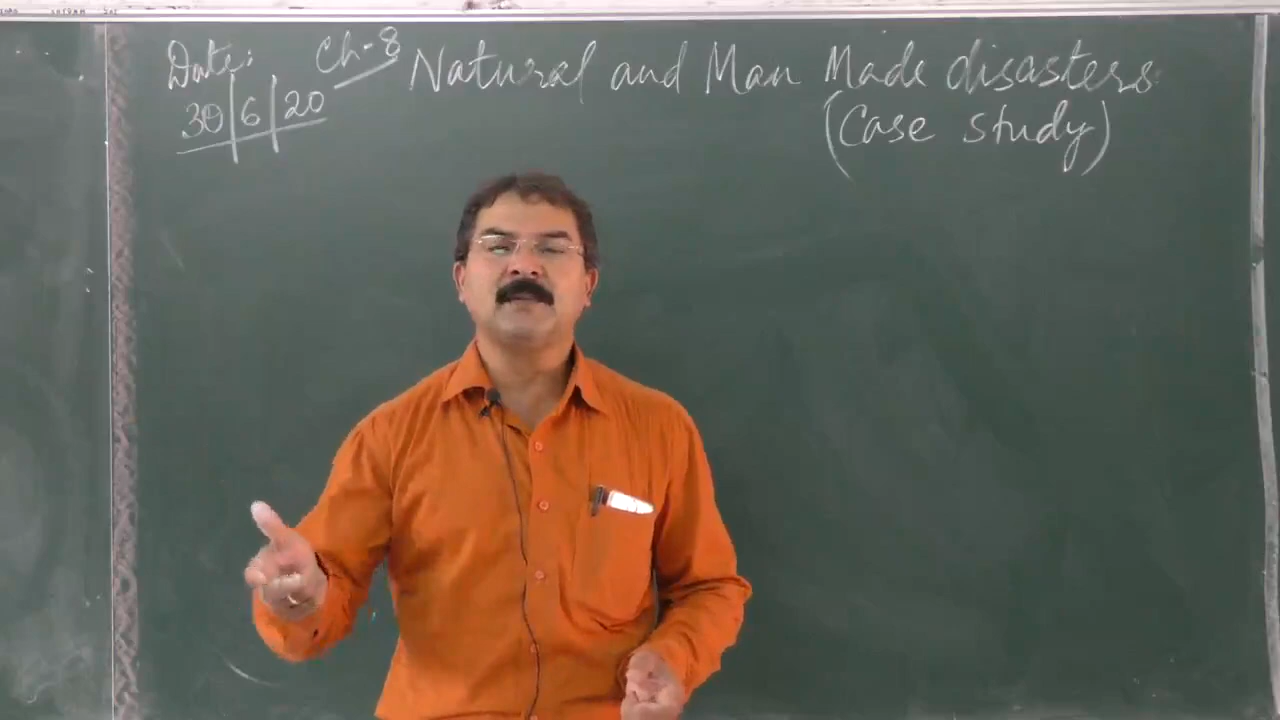 Date: Ch-8 Natural and Man Made disasters
30|6|20 (Case study)